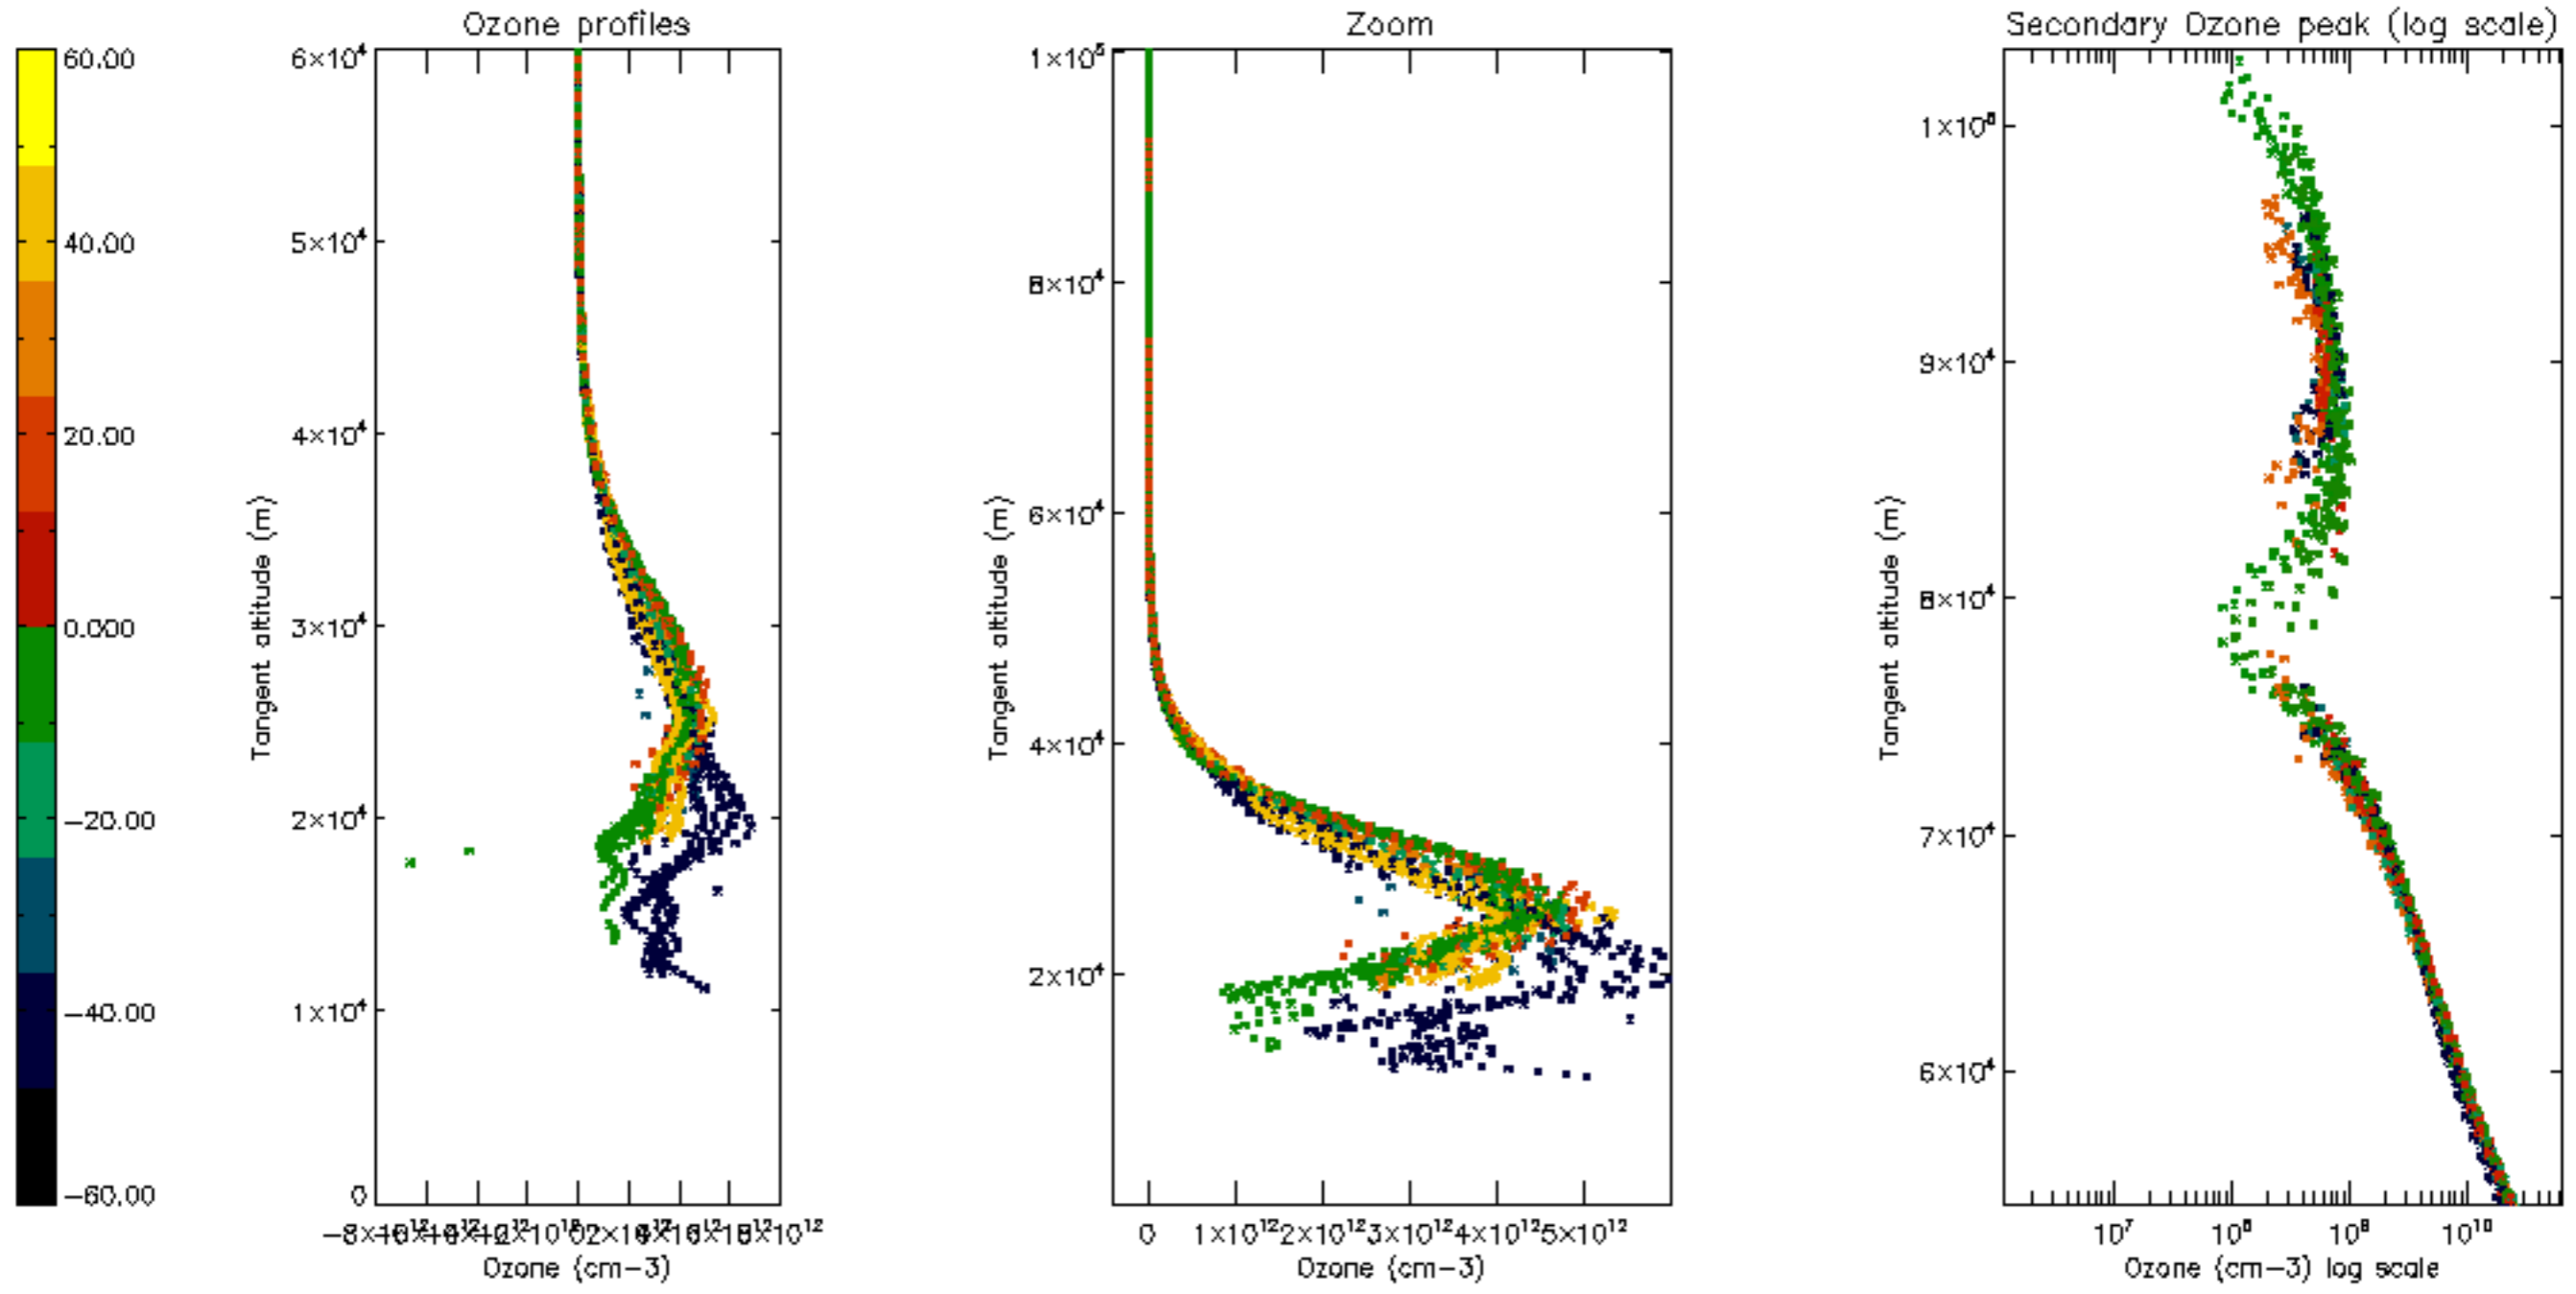 Ozone profiles
Zoom
Secondary Ozone peak (log scale)
60.00
40.00
20.00
0.000
−20.00
−40.00
−60.00
Tangent altitude (m)
6×10⁴
5×10⁴
4×10⁴
3×10⁴
2×10⁴
1×10⁴
0
Ozone (cm−3)
Tangent altitude (m)
1×10⁵
8×10⁴
6×10⁴
4×10⁴
2×10⁴
0 1×10¹² 2×10¹² 3×10¹² 4×10¹² 5×10¹²
Ozone (cm−3)
Tangent altitude (m)
1×10⁵
9×10⁴
8×10⁴
7×10⁴
6×10⁴
10⁷ 10⁸ 10⁹ 10¹⁰
Ozone (cm−3) log scale